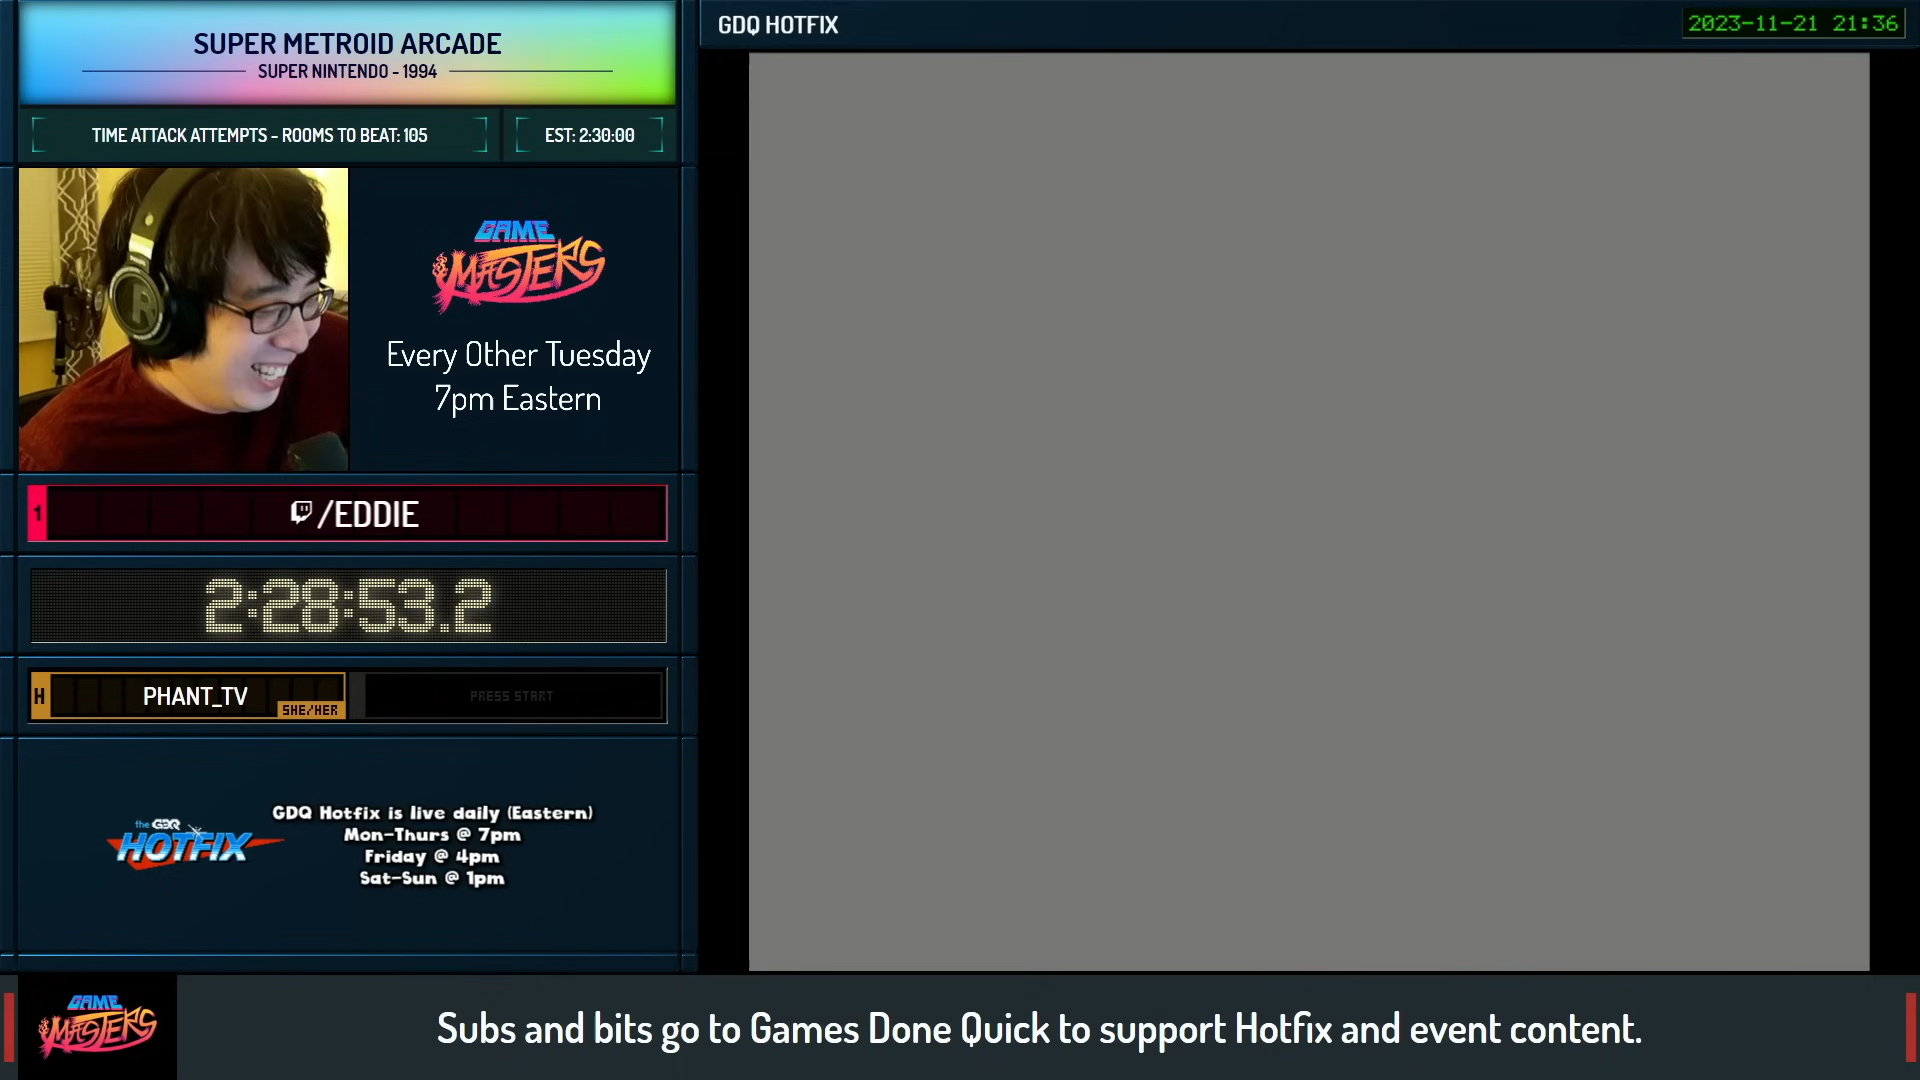 SUPER METROID ARCADE
SUPER NINTENDO - 1994
TIME ATTACK ATTEMPTS - ROOMS TO BEAT: 105
EST: 2:30:00
GAME
MASTERS
Every Other Tuesday
7pm Eastern
1
/EDDIE
2:28:53.2
H
PHANT_TV
SHE/HER
PRESS START
the GDQ
HOTFIX
GDQ Hotfix is live daily (Eastern)
Mon-Thurs @ 7pm
Friday @ 4pm
Sat-Sun @ 1pm
GDQ HOTFIX
2023-11-21 21:36
GAME
MASTERS
Subs and bits go to Games Done Quick to support Hotfix and event content.
R